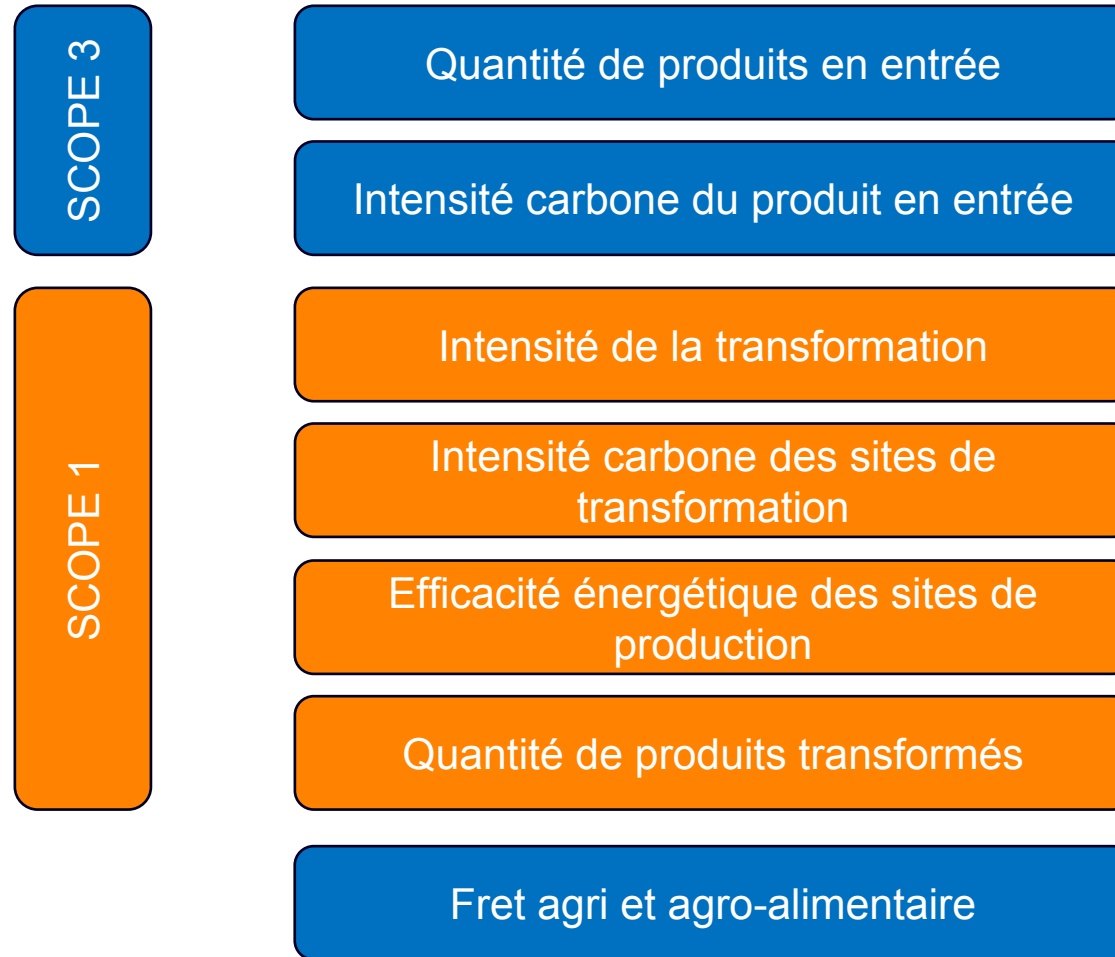 SCOPE 3
Quantité de produits en entrée
Intensité carbone du produit en entrée
SCOPE 1
Intensité de la transformation
Intensité carbone des sites de
transformation
Efficacité énergétique des sites de
production
Quantité de produits transformés
Fret agri et agro-alimentaire